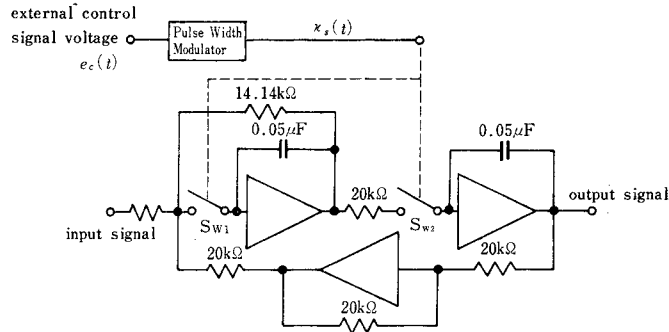 external control
signal voltage
e_c(t)
Pulse Width
Modulator
x_s(t)
14.14kΩ
0.05μF
0.05μF
S_W1
20kΩ
S_W2
input signal
output signal
20kΩ
20kΩ
20kΩ